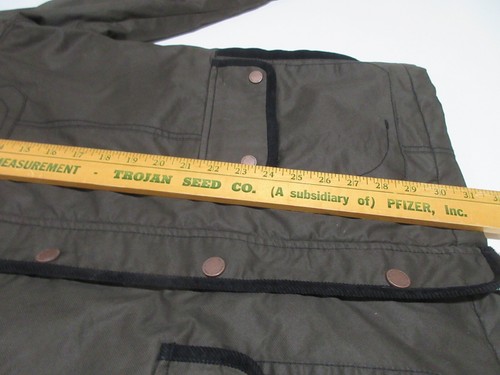 15 16 17 18 19 20 21 22 23 24 25 26 27 28 29 30 31
MEASUREMENT - TROJAN SEED CO. (A subsidiary of) PFIZER, Inc.